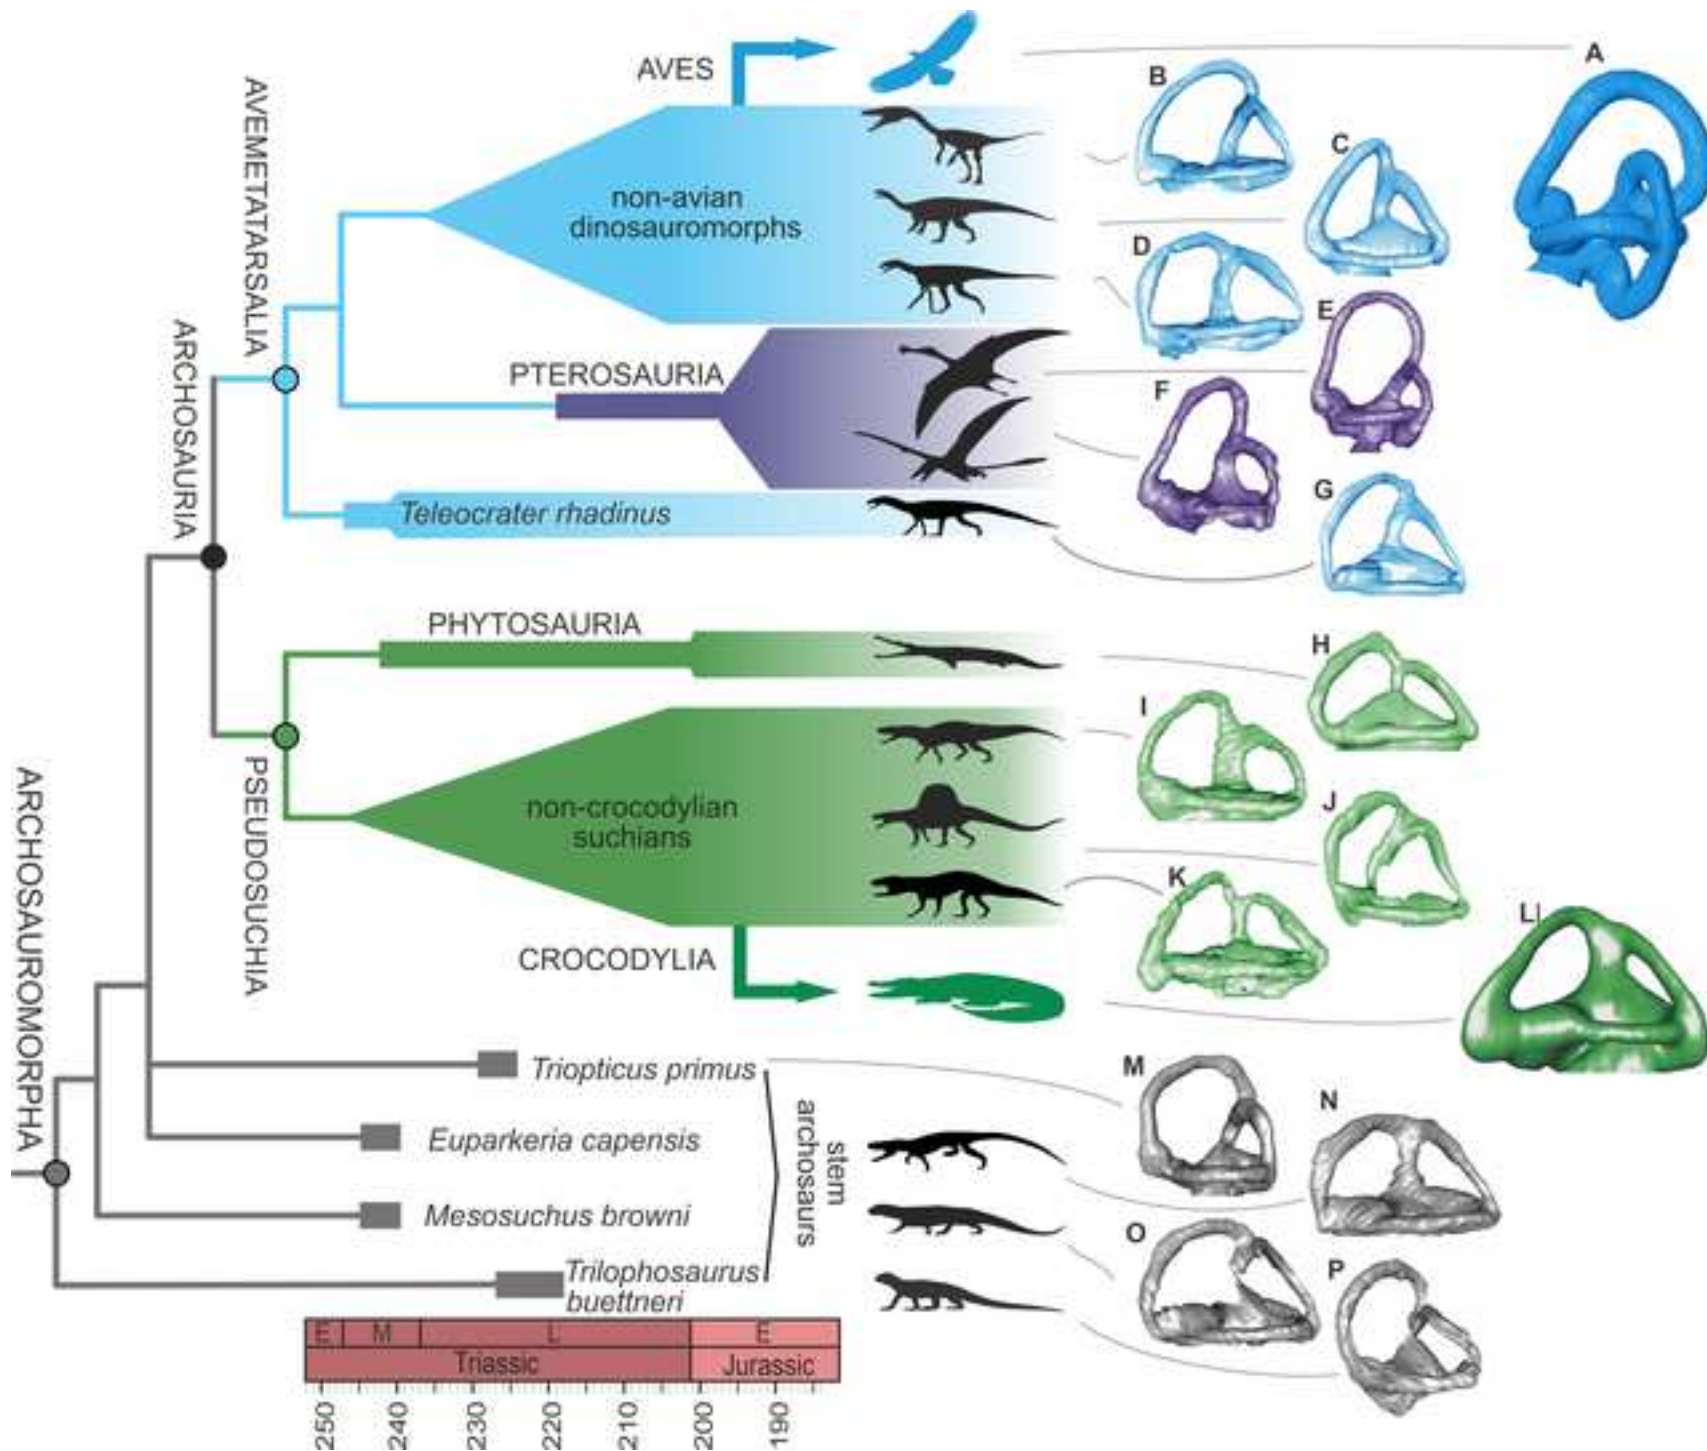 AVES
A
B
AVEMETATARSALIA
C
non-avian
dinosauromorphs
D
E
ARCHOSAURIA
PTEROSAURIA
F
G
Teleocrater rhadinus
PHYTOSAURIA
H
I
PSEUDOSUCHIA
ARCHOSAUROMORPHA
non-crocodylian
suchians
J
K
L
CROCODYLIA
M
Triopticus primus
N
stem
archosaurs
Euparkeria capensis
Mesosuchus browni
O
P
Trilophosaurus
buettneri
E M L E
Triassic Jurassic
250 240 230 220 210 200 190